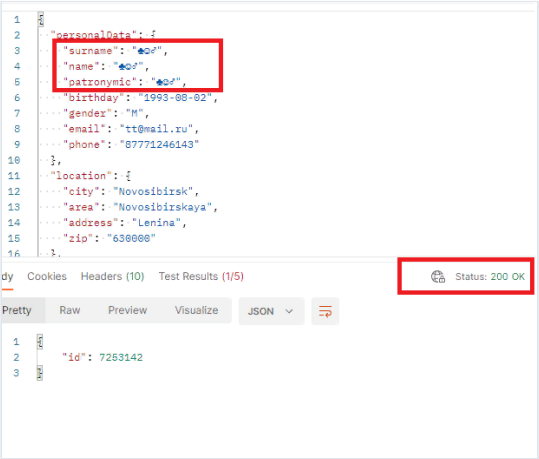 1 {
2 "personalData": {
3 "surname": "♣☺♂",
4 "name": "♣☺♂",
5 "patronymic": "♣☺♂",
6 "birthday": "1993-08-02",
7 "gender": "M",
8 "email": "tt@mail.ru",
9 "phone": "87771246143"
10 },
11 "location": {
12 "city": "Novosibirsk",
13 "area": "Novosibirskaya",
14 "address": "Lenina",
15 "zip": "630000"
16 },
dy Cookies Headers (10) Test Results (1/5) Status: 200 OK
Pretty Raw Preview Visualize JSON
1 {
2 "id": 7253142
3 }